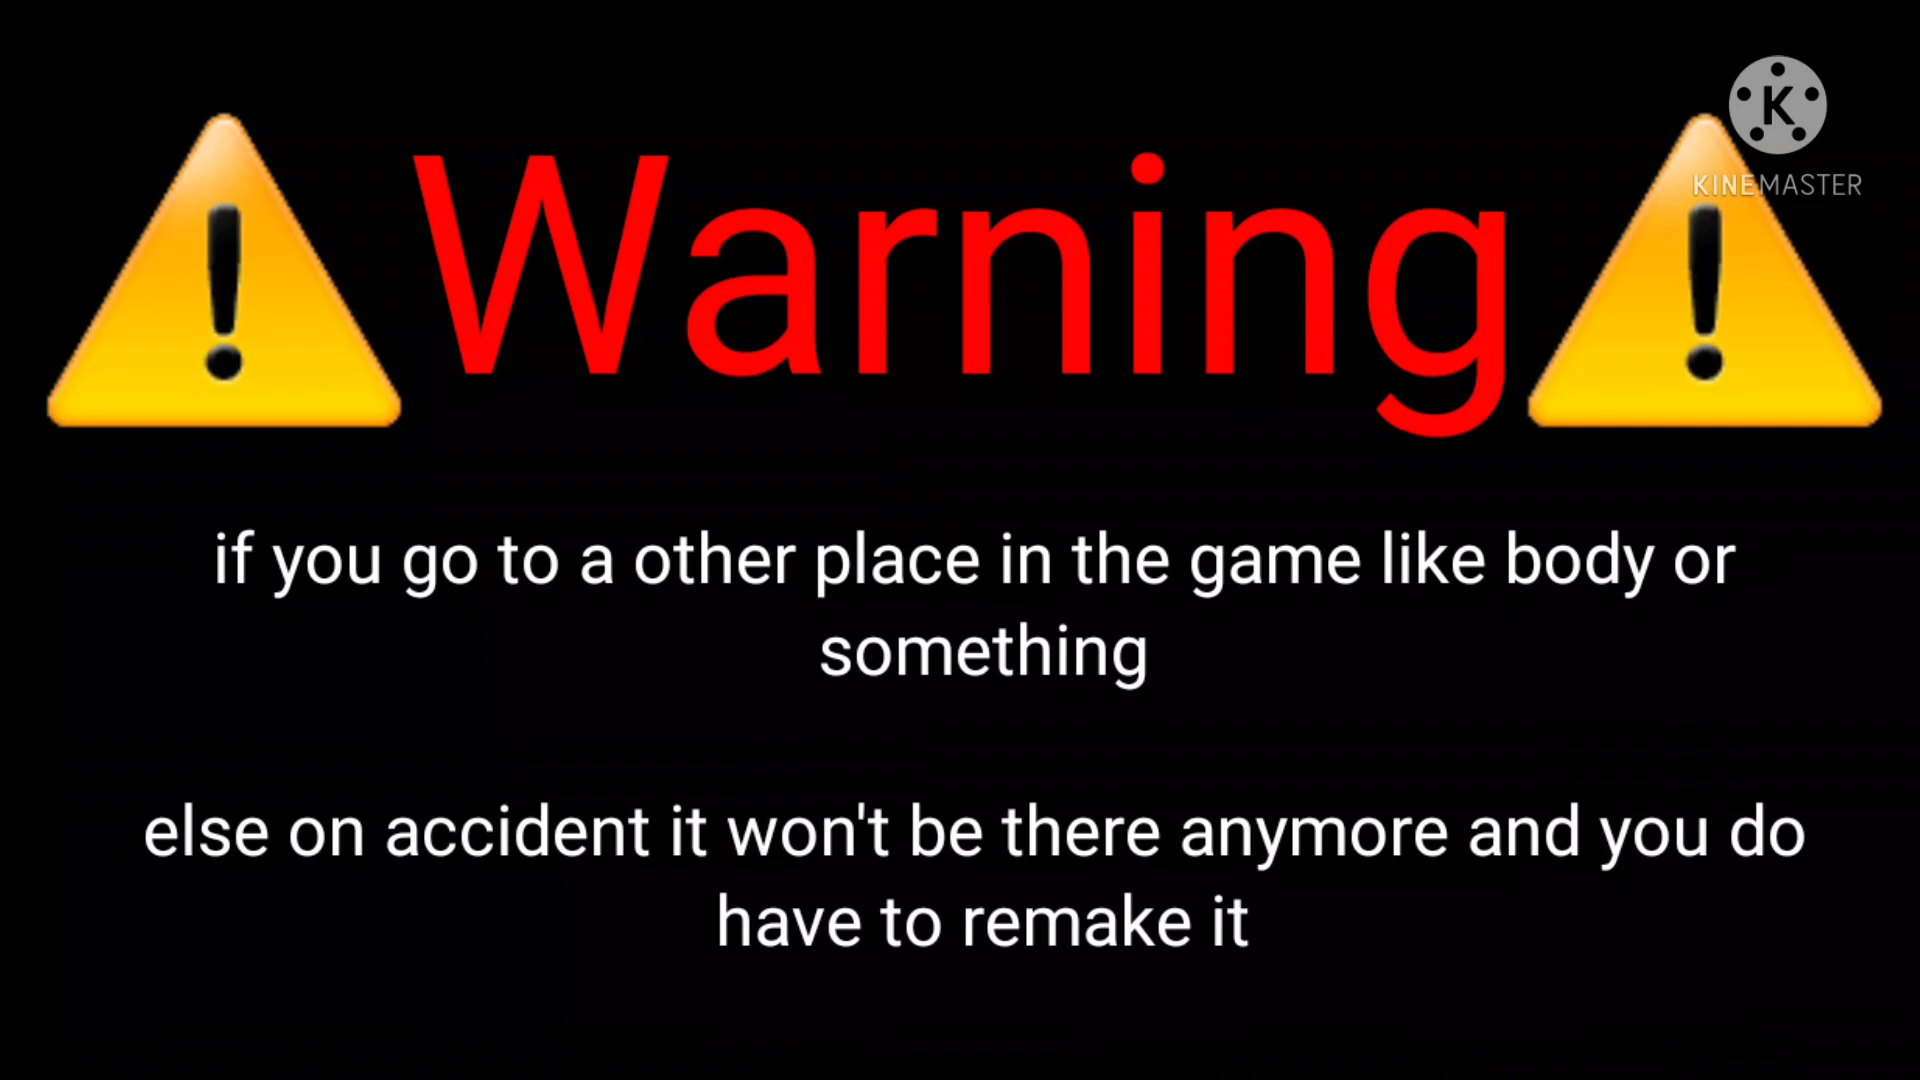 K
KINEMASTER
Warning
if you go to a other place in the game like body or
something
else on accident it won't be there anymore and you do
have to remake it